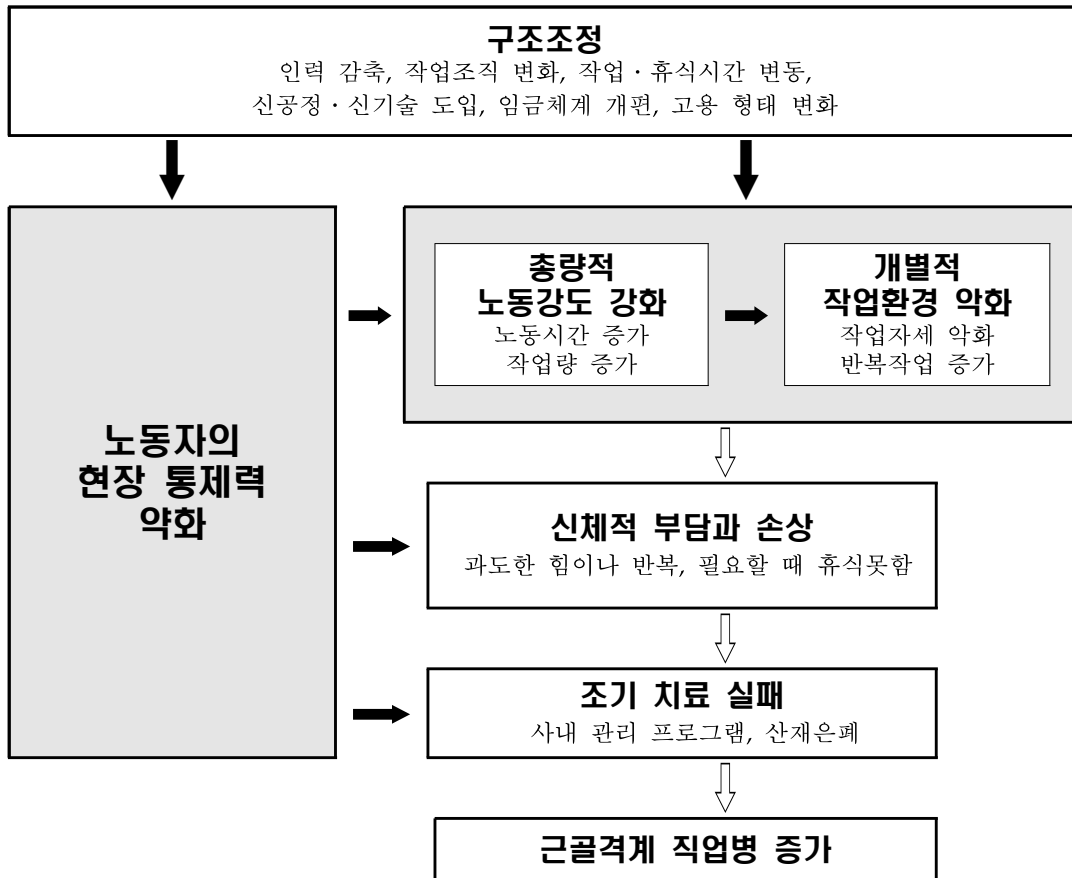 구조조정
인력 감축, 작업조직 변화, 작업·휴식시간 변동,
신공정·신기술 도입, 임금체계 개편, 고용 형태 변화
총량적
노동강도 강화
노동시간 증가
작업량 증가
개별적
작업환경 악화
작업자세 악화
반복작업 증가
노동자의
현장 통제력
약화
신체적 부담과 손상
과도한 힘이나 반복, 필요할 때 휴식못함
조기 치료 실패
사내 관리 프로그램, 산재은폐
근골격계 직업병 증가